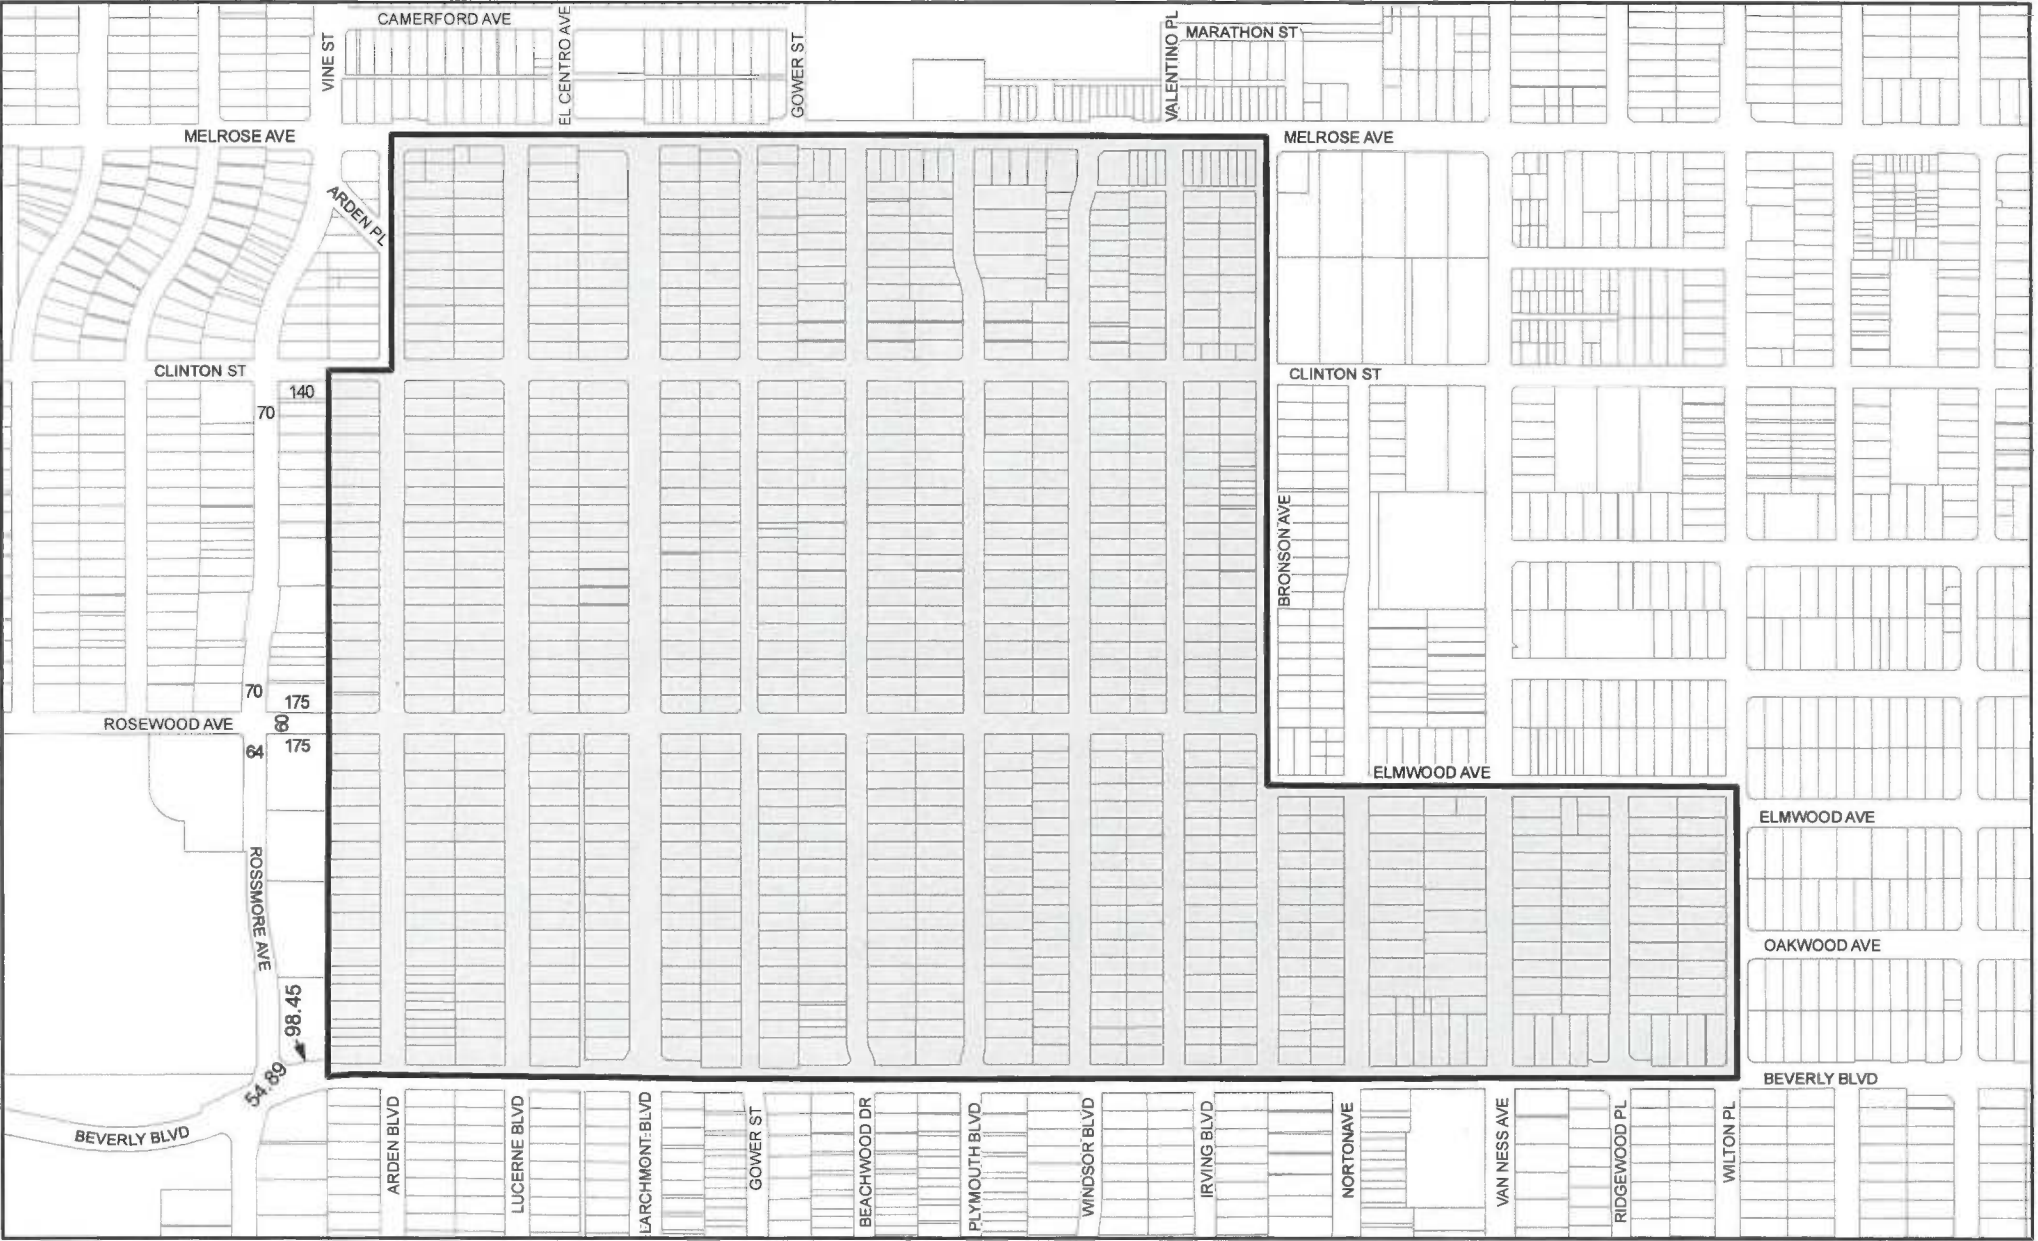 CAMERFORD AVE
VINE ST
EL CENTRO AVE
GOWER ST
VALENTINO PL
MARATHON ST
MELROSE AVE
MELROSE AVE
ARDEN PL
CLINTON ST
CLINTON ST
140
70
BRONSON AVE
70
175
ROSEWOOD AVE
60
64
175
ELMWOOD AVE
ELMWOOD AVE
ROSSMORE AVE
OAKWOOD AVE
98.45
54.89
BEVERLY BLVD
BEVERLY BLVD
ARDEN BLVD
LUCERNE BLVD
LARCHMONT BLVD
GOWER ST
BEACHWOOD DR
PLYMOUTH BLVD
WINDSOR BLVD
IRVING BLVD
NORTONAVE
VAN NESS AVE
RIDGEWOOD PL
WILTON PL